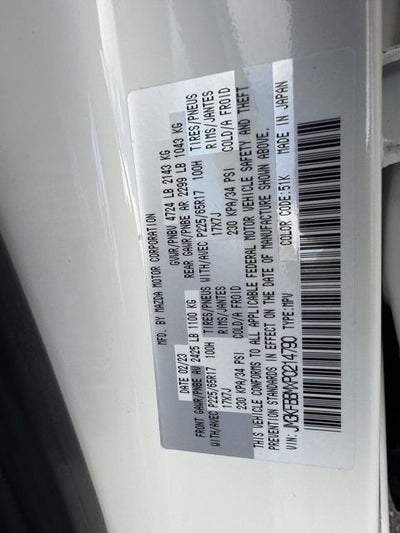 MFD. BY MAZDA MOTOR CORPORATION
DATE 02/23 GVWR/PNBV 4724 LB 2143 KG
FRONT GAWR/PNBE AV 2425 LB 1100 KG REAR GAWR/PNBE AR 2299 LB 1043 KG
WITH/AVEC P225/65R17 100H TIRES/PNEUS WITH/AVEC P225/65R17 100H TIRES/PNEUS
17X7J RIMS/JANTES 17X7J RIMS/JANTES
230 KPA/34 PSI COLD/A FROID 230 KPA/34 PSI COLD/A FROID
THIS VEHICLE CONFORMS TO ALL APPLICABLE FEDERAL MOTOR VEHICLE SAFETY AND THEFT
PREVENTION STANDARDS IN EFFECT ON THE DATE OF MANUFACTURE SHOWN ABOVE.
VIN: JM3KFBBM4P0214790 TYPE:MPV COLOR CODE:51K MADE IN JAPAN